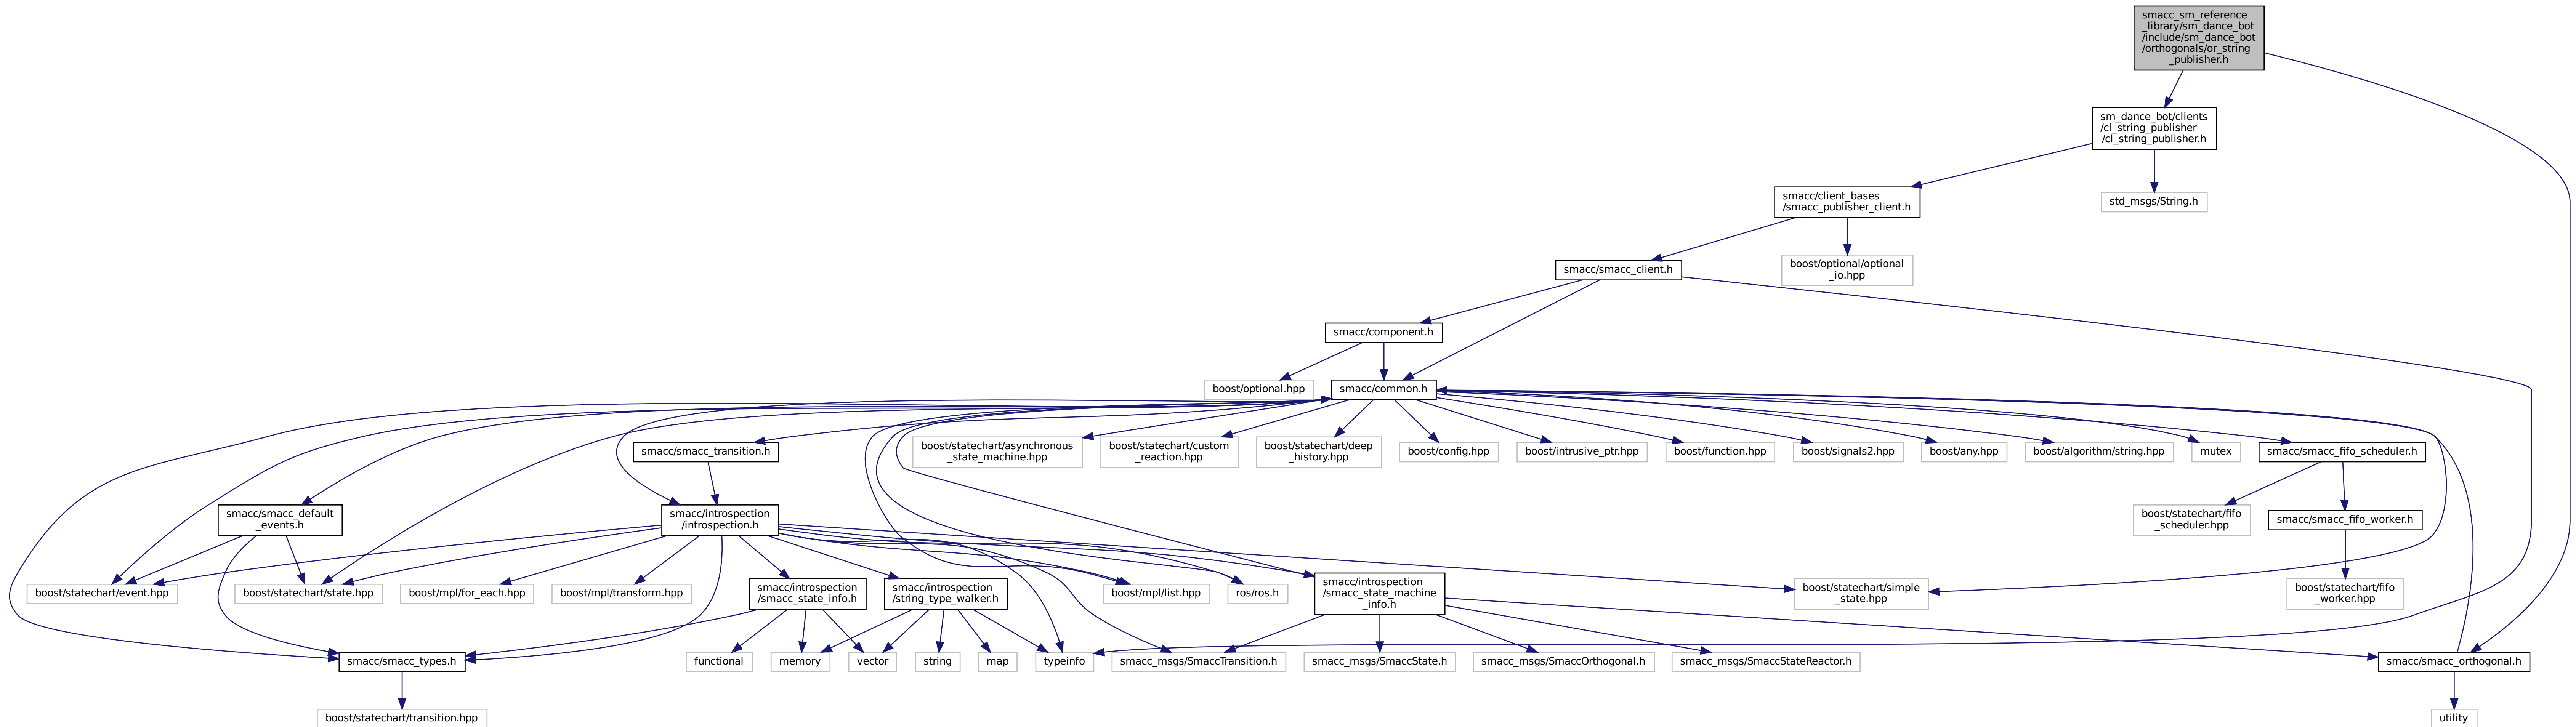 smacc_sm_reference
_library/sm_dance_bot
/include/sm_dance_bot
/orthogonals/or_string
_publisher.h
sm_dance_bot/clients
/cl_string_publisher
/cl_string_publisher.h
smacc/client_bases
/smacc_publisher_client.h
std_msgs/String.h
smacc/smacc_client.h
boost/optional/optional
_io.hpp
smacc/component.h
boost/optional.hpp
smacc/common.h
smacc/smacc_transition.h
boost/statechart/asynchronous
_state_machine.hpp
boost/statechart/custom
_reaction.hpp
boost/statechart/deep
_history.hpp
boost/config.hpp
boost/intrusive_ptr.hpp
boost/function.hpp
boost/signals2.hpp
boost/any.hpp
boost/algorithm/string.hpp
mutex
smacc/smacc_fifo_scheduler.h
smacc/smacc_default
_events.h
smacc/introspection
/introspection.h
boost/statechart/fifo
_scheduler.hpp
smacc/smacc_fifo_worker.h
boost/statechart/event.hpp
boost/statechart/state.hpp
boost/mpl/for_each.hpp
boost/mpl/transform.hpp
smacc/introspection
/smacc_state_info.h
smacc/introspection
/string_type_walker.h
boost/mpl/list.hpp
ros/ros.h
smacc/introspection
/smacc_state_machine
_info.h
boost/statechart/simple
_state.hpp
boost/statechart/fifo
_worker.hpp
smacc/smacc_types.h
functional
memory
vector
string
map
typeinfo
smacc_msgs/SmaccTransition.h
smacc_msgs/SmaccState.h
smacc_msgs/SmaccOrthogonal.h
smacc_msgs/SmaccStateReactor.h
smacc/smacc_orthogonal.h
boost/statechart/transition.hpp
utility